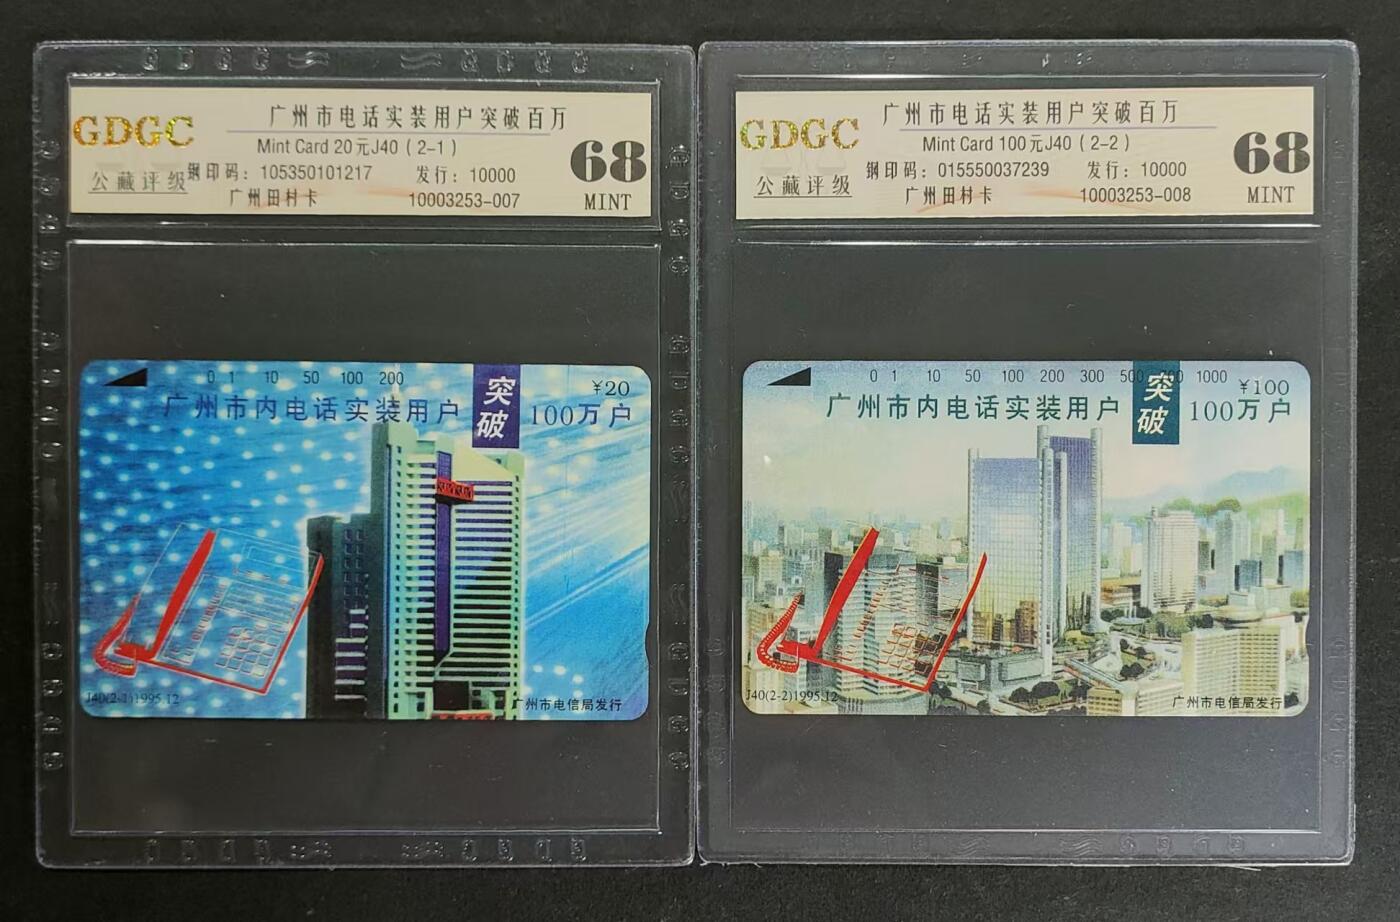 GDGC
公藏评级
广州市电话实装用户突破百万
Mint Card 20元J40（2-1）
钢印码：105350101217 发行：10000
广州田村卡 10003253-007
68
MINT
0 1 10 50 100 200
¥20
广州市内电话实装用户 突破 100万户
J40(2-1)1995.12
广州市电信局发行
GDGC
公藏评级
广州市电话实装用户突破百万
Mint Card 100元J40（2-2）
钢印码：015550037239 发行：10000
广州田村卡 10003253-008
68
MINT
0 1 10 50 100 200 300 500 700 1000
¥100
广州市内电话实装用户 突破 100万户
J40(2-2)1995.12
广州市电信局发行